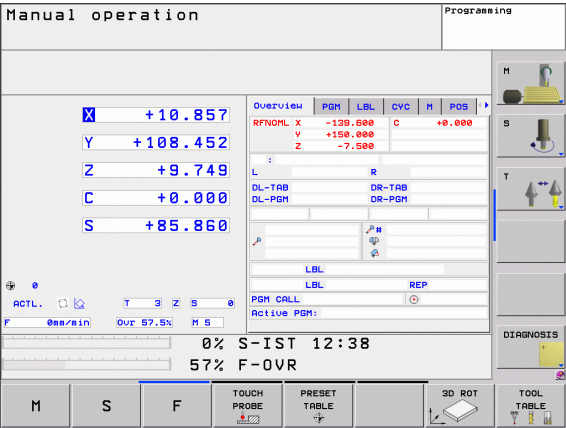 Manual operation
Programming
X +10.857
Y +108.452
Z +9.749
C +0.000
S +85.860
0
ACTL. T 3 Z S 0
F 0mm/min Ovr 57.5% M 5
Overview PGM LBL CYC M POS
RFNOML X -139.500 C +0.000
Y +150.000
Z -7.500
:
L R
DL-TAB DR-TAB
DL-PGM DR-PGM
#
LBL
LBL REP
PGM CALL
Active PGM:
0% S-IST 12:38
57% F-OVR
M
S
T
DIAGNOSIS
M
S
F
TOUCH
PROBE
PRESET
TABLE
3D ROT
TOOL
TABLE